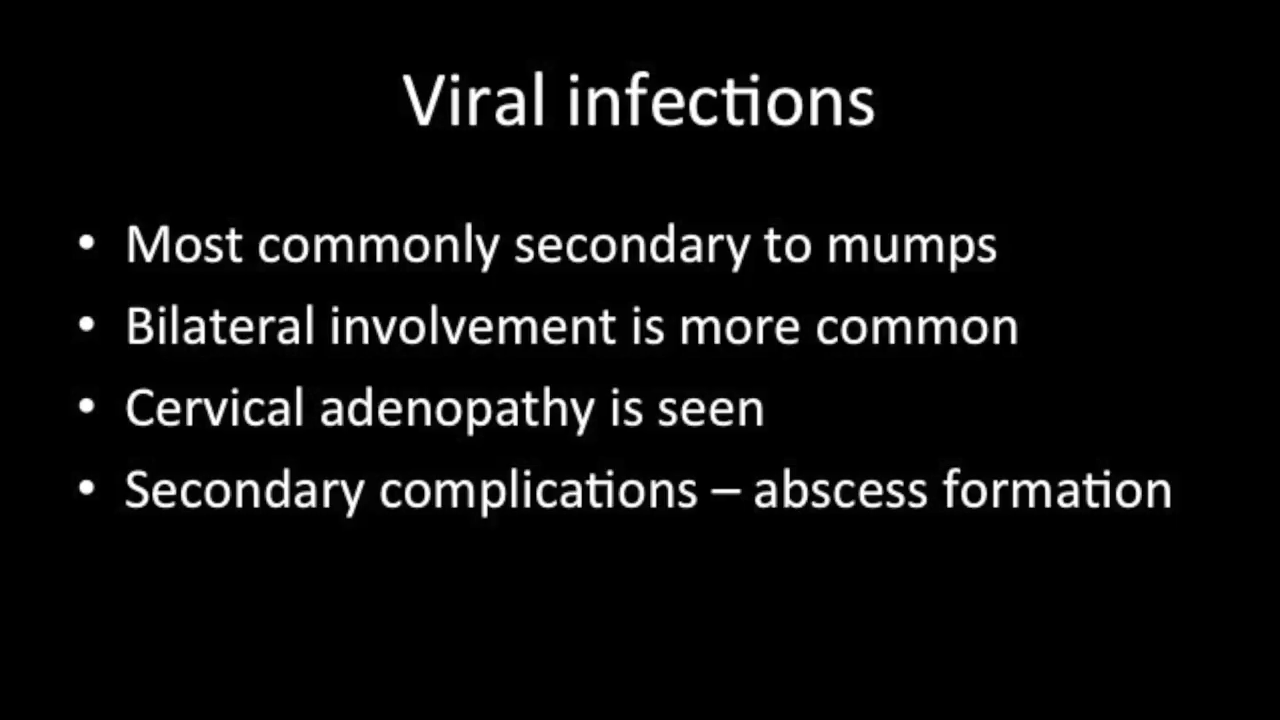 Viral infections
• Most commonly secondary to mumps
• Bilateral involvement is more common
• Cervical adenopathy is seen
• Secondary complications – abscess formation